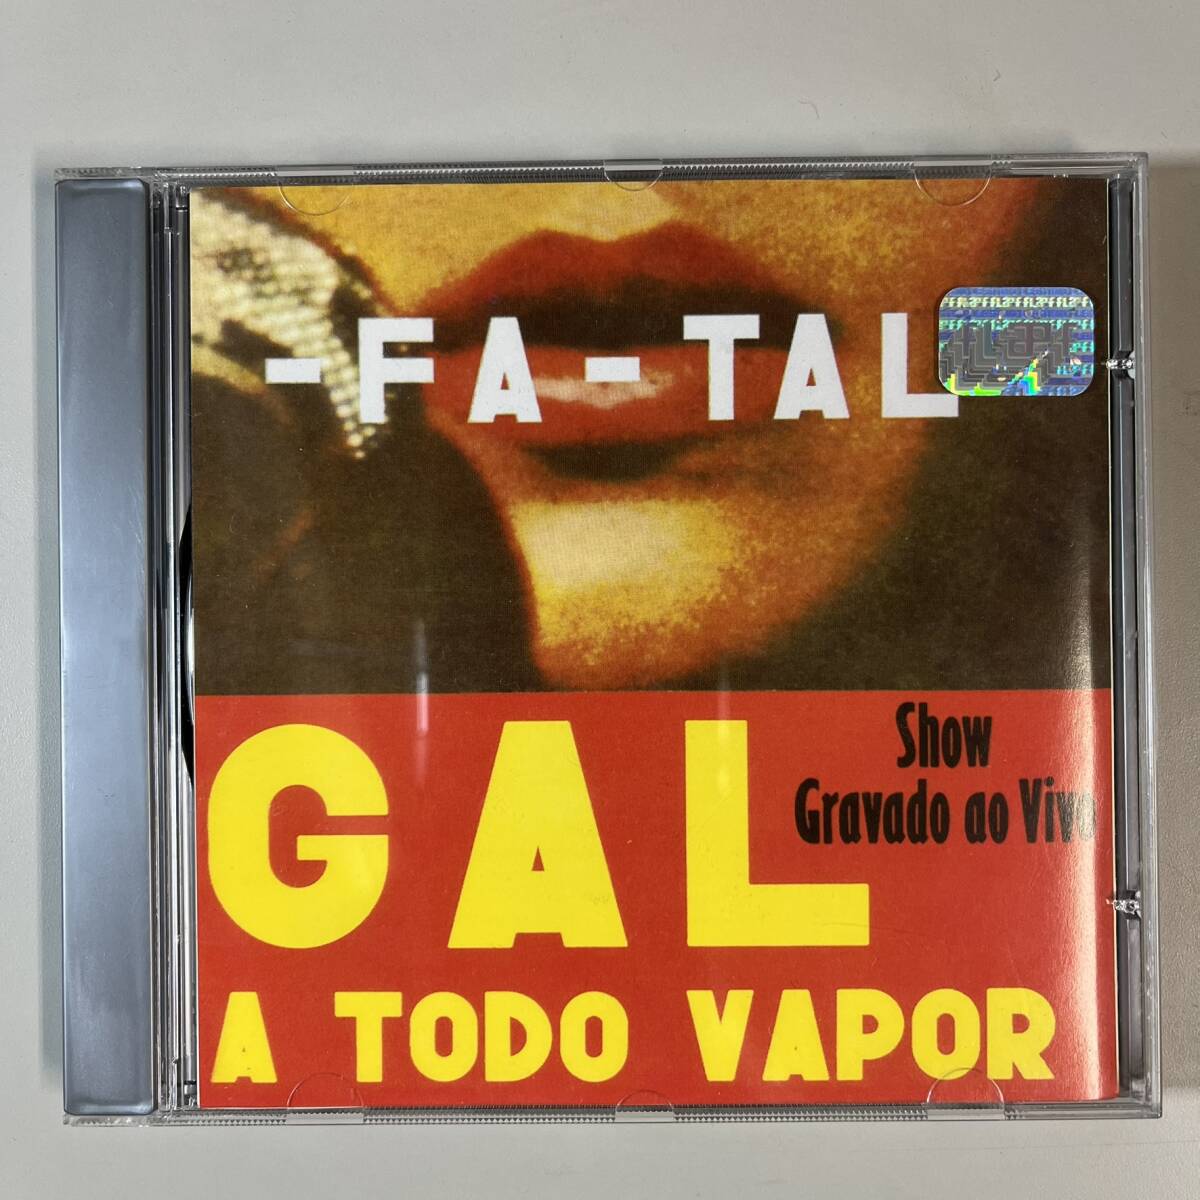 -FA-TAL
Show
Gravado ao Vivo
GAL
A TODO VAPOR